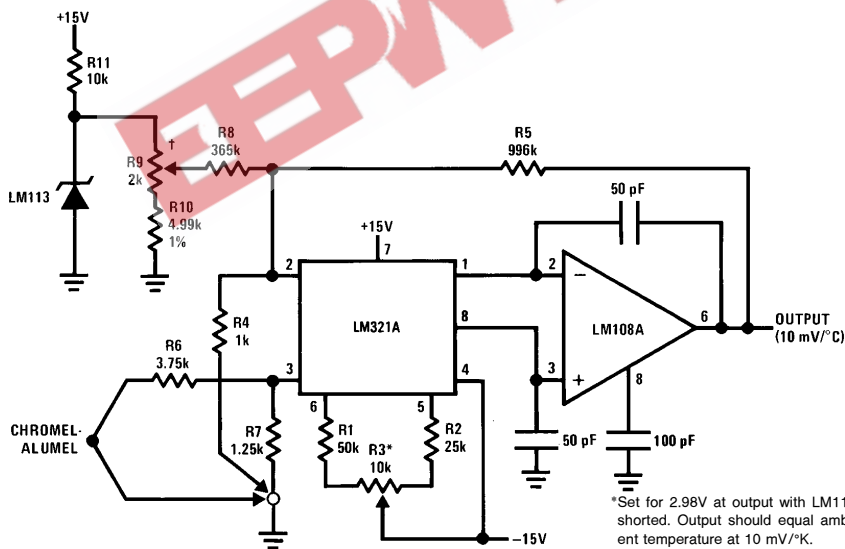 EEPW
+15V
R11
10k
†
R9
2k
LM113
R10
4.99k
1%
R8
365k
R5
996k
50 pF
+15V
7
2
1
LM321A
8
3
4
6
5
2
−
LM108A
6
3
+
8
OUTPUT
(10 mV/°C)
R4
1k
R6
3.75k
CHROMEL-
ALUMEL
R7
1.25k
R1
50k
R3*
10k
R2
25k
50 pF
100 pF
−15V
*Set for 2.98V at output with LM11
shorted. Output should equal amb
ent temperature at 10 mV/°K.